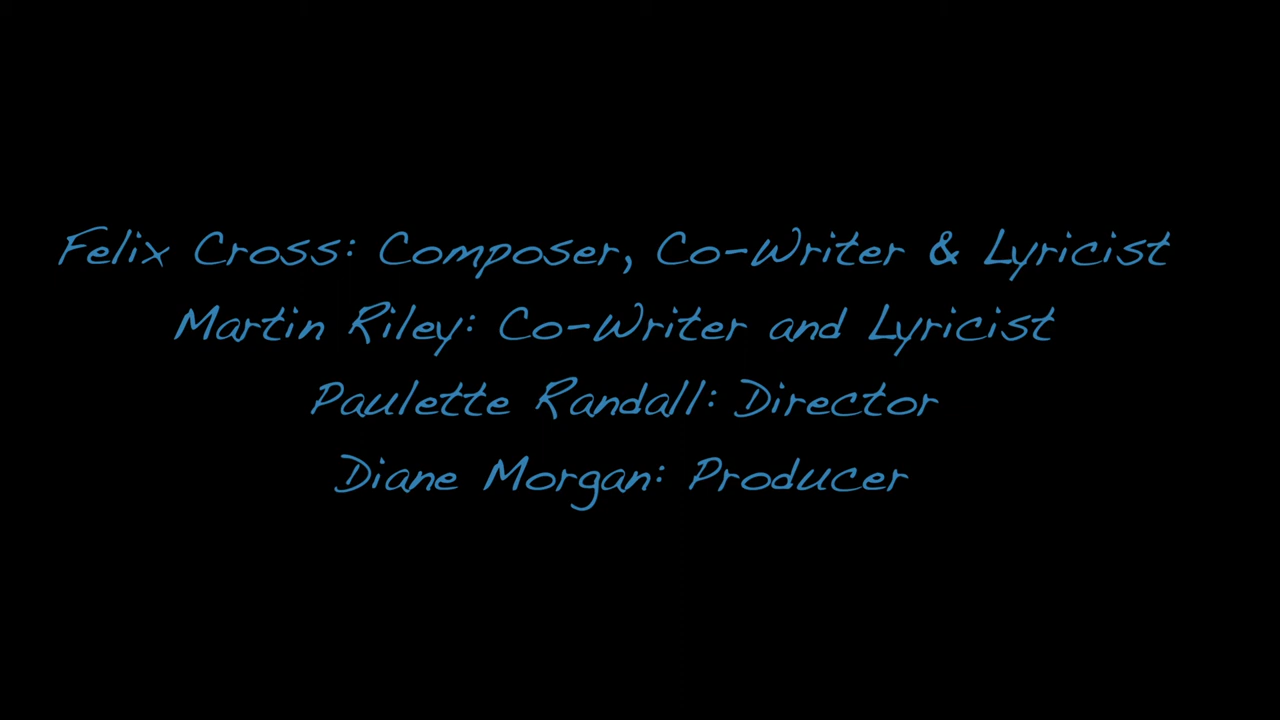 Felix Cross: Composer, Co-Writer & Lyricist
Martin Riley: Co-Writer and Lyricist
Paulette Randall: Director
Diane Morgan: Producer